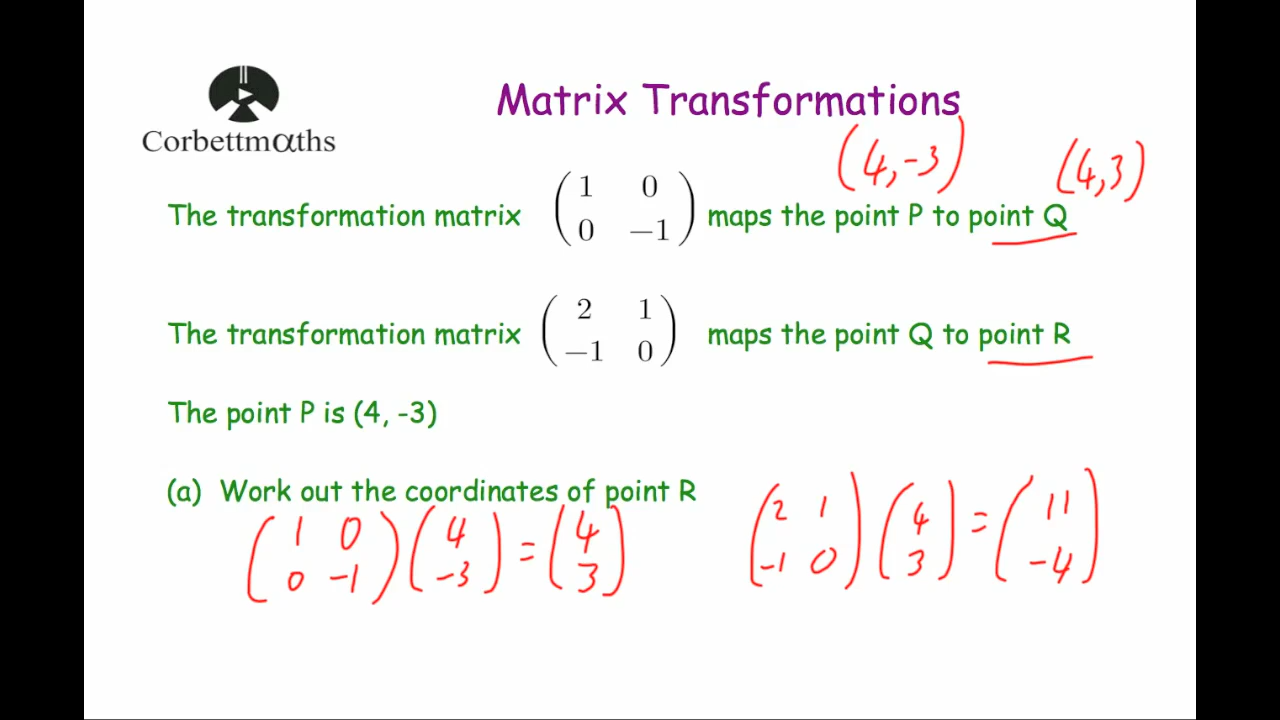 Corbettmαths
Matrix Transformations
(4,-3)
(4,3)
The transformation matrix (1 0 0 −1) maps the point P to point Q
The transformation matrix (2 1 −1 0) maps the point Q to point R
The point P is (4, -3)
(a) Work out the coordinates of point R
(1 0 0 -1)(4 -3) = (4 3)
(2 1 -1 0)(4 3) = (11 -4)